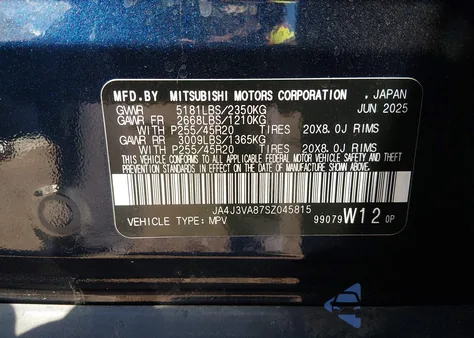 MFD.BY MITSUBISHI MOTORS CORPORATION , JAPAN
GVWR 5181LBS/2350KG JUN 2025
GAWR FR 2668LBS/1210KG
WITH P255/45R20 TIRES 20X8.0J RIMS
GAWR RR 3009LBS/1365KG
WITH P255/45R20 TIRES 20X8.0J RIMS
THIS VEHICLE CONFORMS TO ALL APPLICABLE FEDERAL MOTOR VEHICLE SAFETY, BUMPER, AND THEFT
PREVENTION STANDARDS IN EFFECT ON THE DATE OF MANUFACTURE SHOWN ABOVE.
JA4J3VA87SZ045815
VEHICLE TYPE: MPV 99079 W12 0P